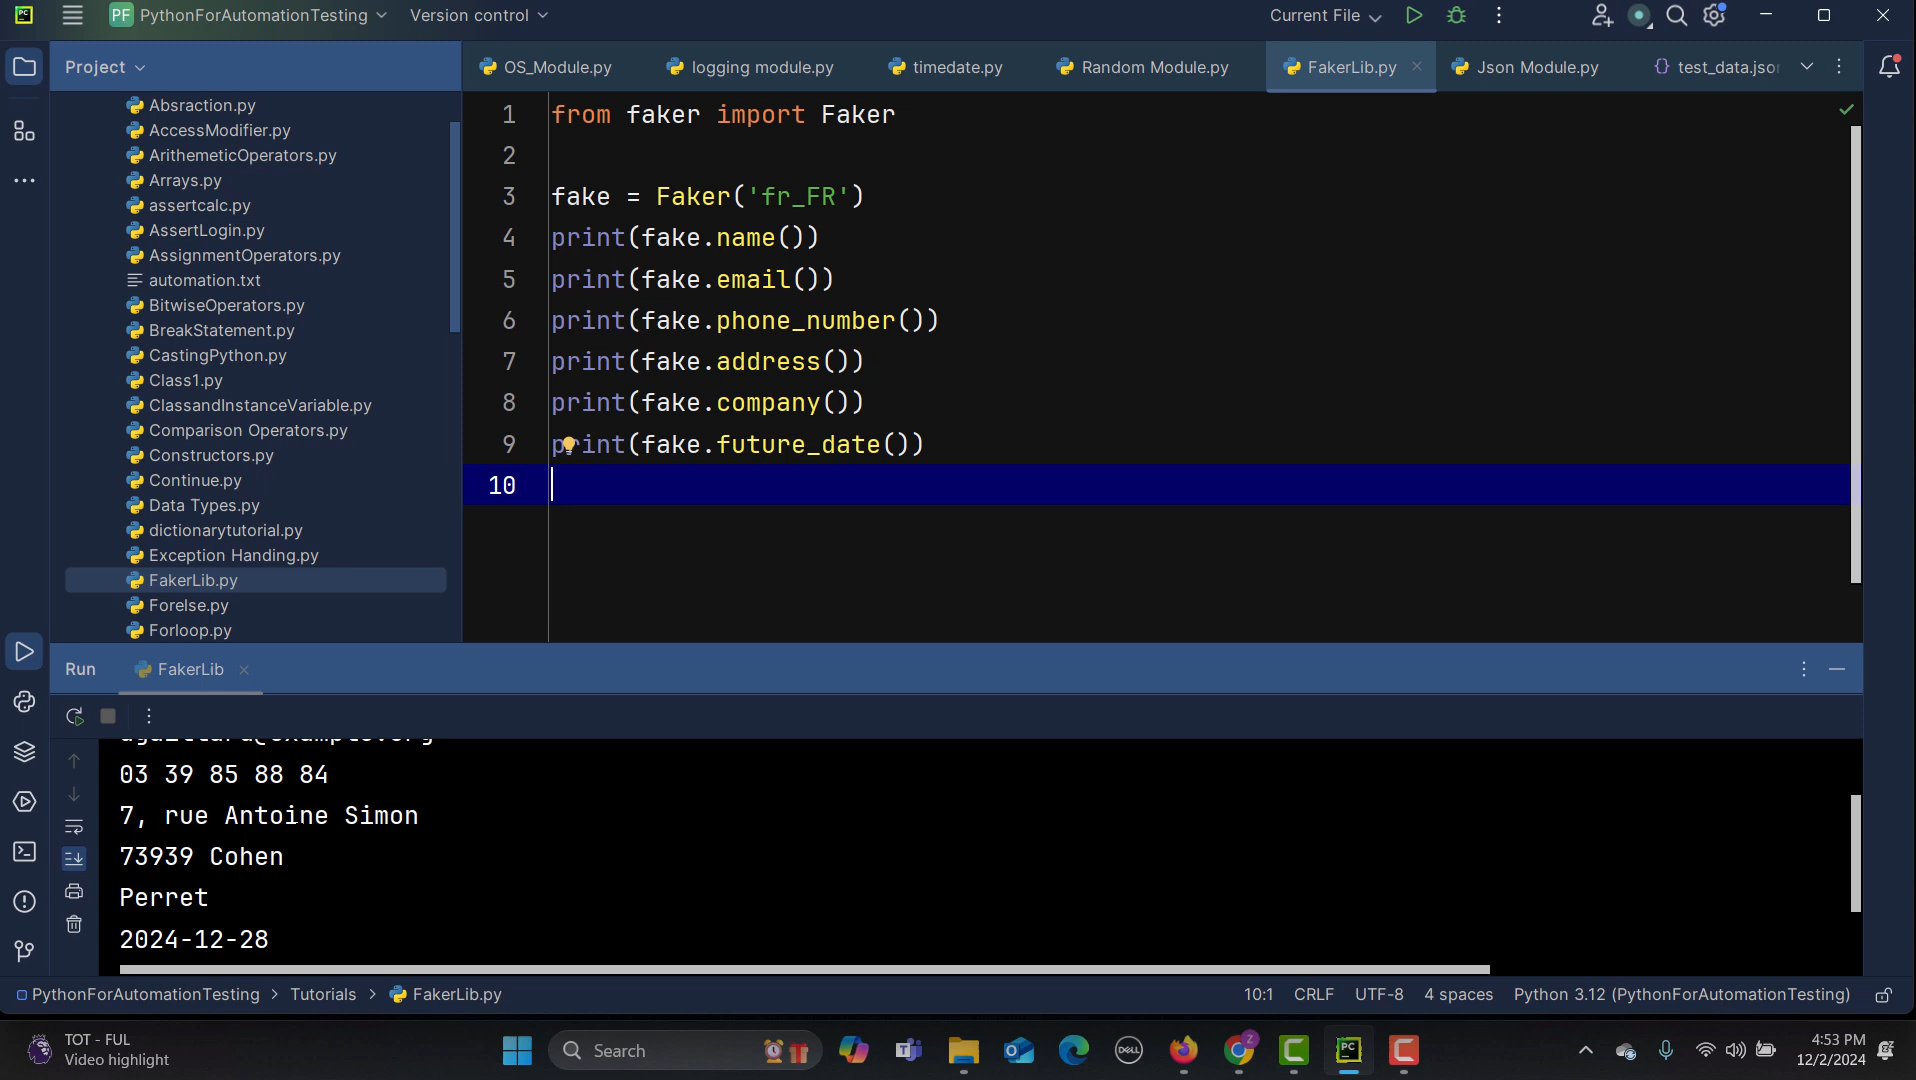 PC
PF PythonForAutomationTesting
Version control
Current File
Project
OS_Module.py
logging module.py
timedate.py
Random Module.py
FakerLib.py
Json Module.py
test_data.jso
Absraction.py
AccessModifier.py
ArithemeticOperators.py
Arrays.py
assertcalc.py
AssertLogin.py
AssignmentOperators.py
automation.txt
BitwiseOperators.py
BreakStatement.py
CastingPython.py
Class1.py
ClassandInstanceVariable.py
Comparison Operators.py
Constructors.py
Continue.py
Data Types.py
dictionarytutorial.py
Exception Handing.py
FakerLib.py
Forelse.py
Forloop.py
1 from faker import Faker
2
3 fake = Faker('fr_FR')
4 print(fake.name())
5 print(fake.email())
6 print(fake.phone_number())
7 print(fake.address())
8 print(fake.company())
9 print(fake.future_date())
10
Run
FakerLib
03 39 85 88 84
7, rue Antoine Simon
73939 Cohen
Perret
2024-12-28
PythonForAutomationTesting > Tutorials > FakerLib.py
10:1 CRLF UTF-8 4 spaces Python 3.12 (PythonForAutomationTesting)
TOT - FUL
Video highlight
Search
DELL
Z
PC
4:53 PM
12/2/2024